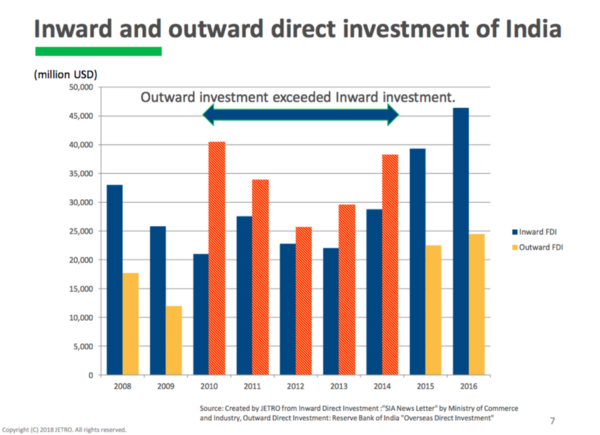 Inward and outward direct investment of India
(million USD)
50,000
Outward investment exceeded Inward investment.
45,000
40,000
35,000
30,000
25,000
20,000
15,000
10,000
5,000
0
Inward FDI
Outward FDI
2008 2009 2010 2011 2012 2013 2014 2015 2016
Source: Created by JETRO from Inward Direct Investment :"SIA News Letter" by Ministry of Commerce
and Industry, Outward Direct Investment: Reserve Bank of India "Overseas Direct Investment"
7
Copyright (C) 2018 JETRO. All rights reserved.